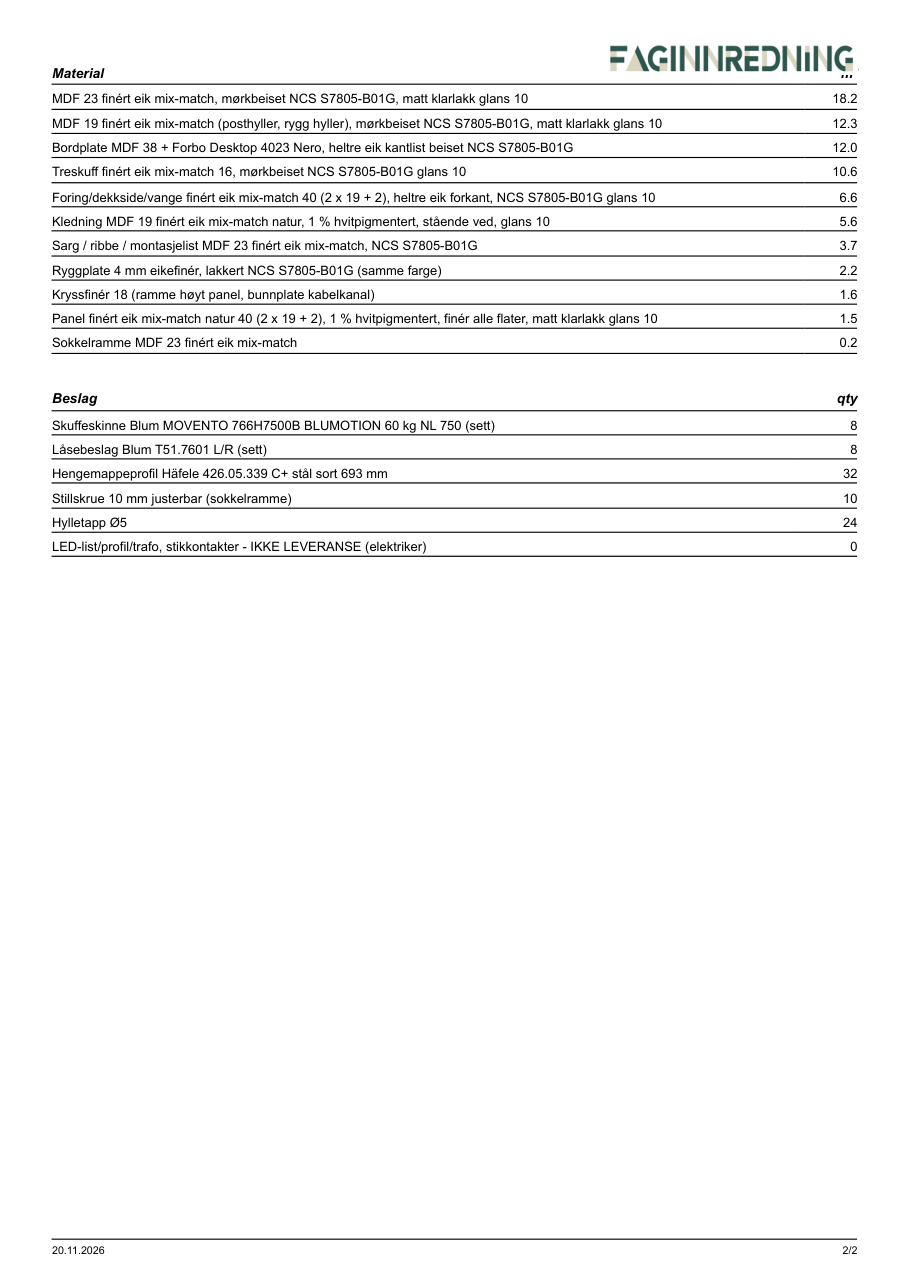 FAGINNREDNING
Material
MDF 23 finért eik mix-match, mørkbeiset NCS S7805-B01G, matt klarlakk glans 10 18.2
MDF 19 finért eik mix-match (posthyller, rygg hyller), mørkbeiset NCS S7805-B01G, matt klarlakk glans 10 12.3
Bordplate MDF 38 + Forbo Desktop 4023 Nero, heltre eik kantlist beiset NCS S7805-B01G 12.0
Treskuff finért eik mix-match 16, mørkbeiset NCS S7805-B01G glans 10 10.6
Foring/dekkside/vange finért eik mix-match 40 (2 x 19 + 2), heltre eik forkant, NCS S7805-B01G glans 10 6.6
Kledning MDF 19 finért eik mix-match natur, 1 % hvitpigmentert, stående ved, glans 10 5.6
Sarg / ribbe / montasjelist MDF 23 finért eik mix-match, NCS S7805-B01G 3.7
Ryggplate 4 mm eikefinér, lakkert NCS S7805-B01G (samme farge) 2.2
Kryssfinér 18 (ramme høyt panel, bunnplate kabelkanal) 1.6
Panel finért eik mix-match natur 40 (2 x 19 + 2), 1 % hvitpigmentert, finér alle flater, matt klarlakk glans 10 1.5
Sokkelramme MDF 23 finért eik mix-match 0.2
Beslag qty
Skuffeskinne Blum MOVENTO 766H7500B BLUMOTION 60 kg NL 750 (sett) 8
Låsebeslag Blum T51.7601 L/R (sett) 8
Hengemappeprofil Häfele 426.05.339 C+ stål sort 693 mm 32
Stillskrue 10 mm justerbar (sokkelramme) 10
Hylletapp Ø5 24
LED-list/profil/trafo, stikkontakter - IKKE LEVERANSE (elektriker) 0
20.11.2026 2/2